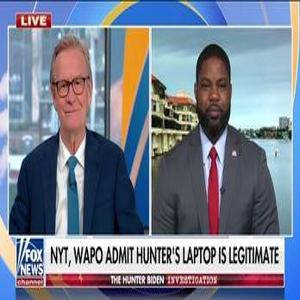 LIVE
FOX
NEWS
channel
NYT, WAPO ADMIT HUNTER'S LAPTOP IS LEGITIMATE
THE HUNTER BIDEN INVESTIGATION